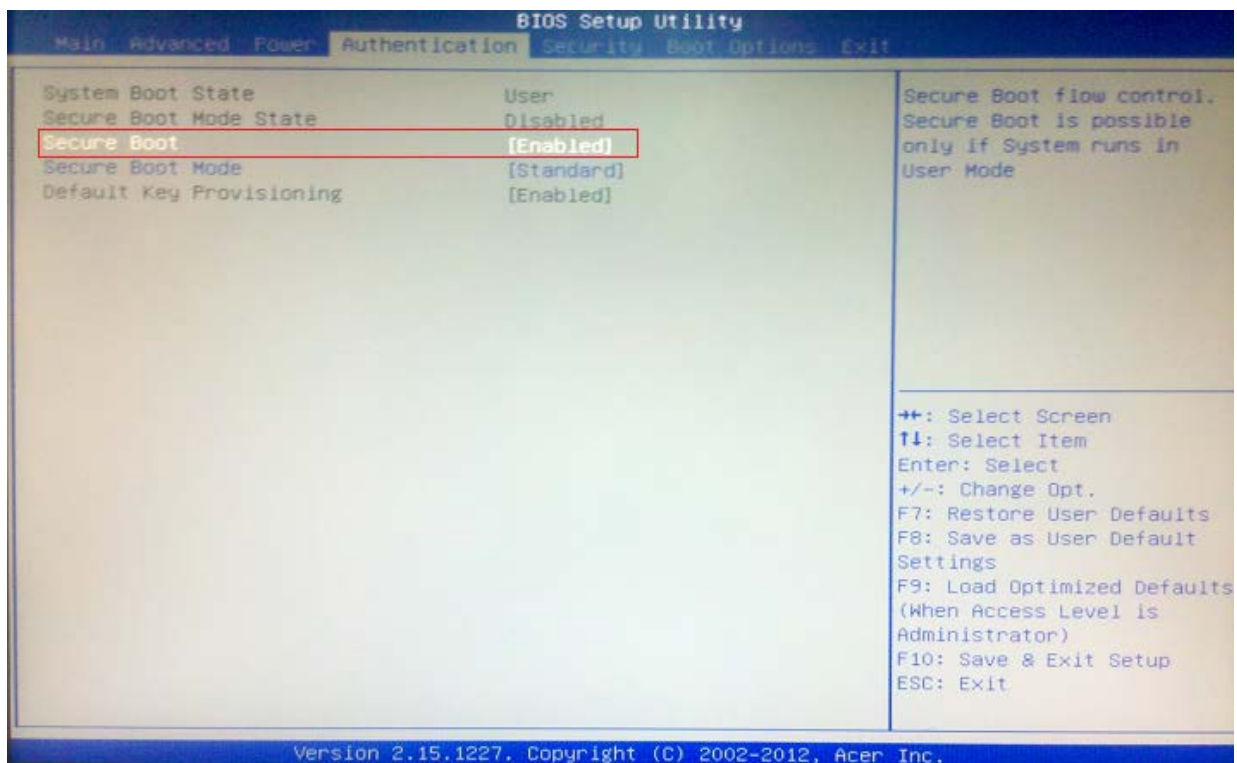 BIOS Setup Utility
Main Advanced Power Authentication Security Boot Options Exit
System Boot State User
Secure Boot Mode State Disabled
Secure Boot [Enabled]
Secure Boot Mode [Standard]
Default Key Provisioning [Enabled]
Secure Boot flow control.
Secure Boot is possible
only if System runs in
User Mode
→←: Select Screen
↑↓: Select Item
Enter: Select
+/-: Change Opt.
F7: Restore User Defaults
F8: Save as User Default
Settings
F9: Load Optimized Defaults
(When Access Level is
Administrator)
F10: Save & Exit Setup
ESC: Exit
Version 2.15.1227. Copyright (C) 2002-2012, Acer Inc.